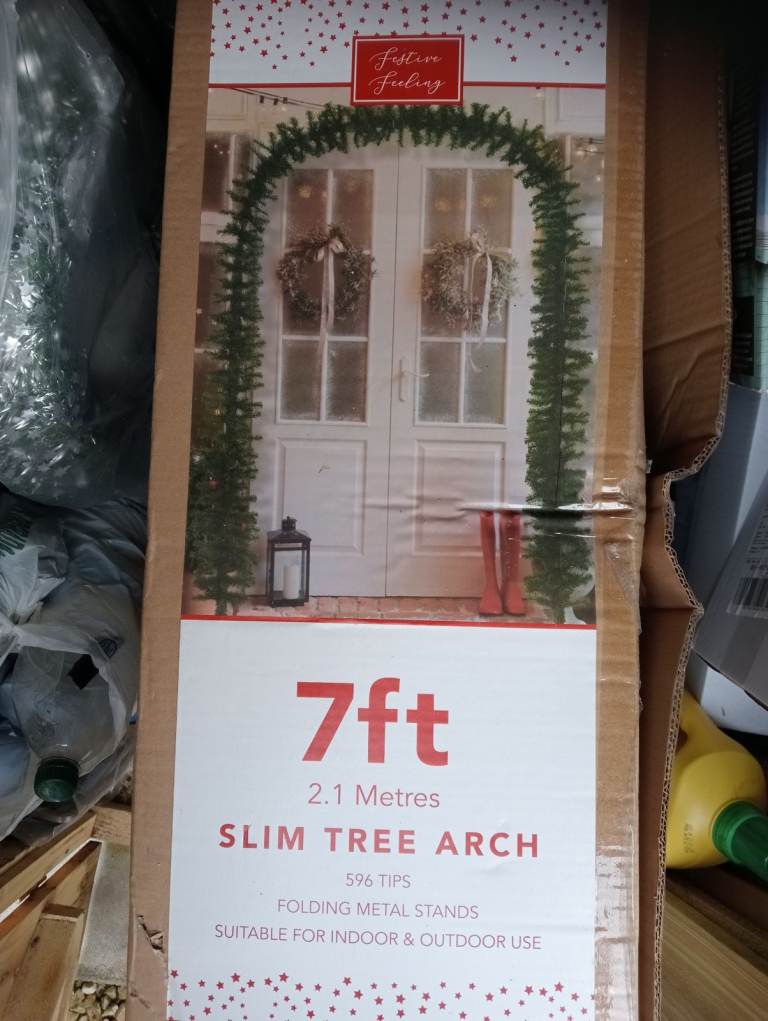 Festive
Feeling
7ft
2.1 Metres
SLIM TREE ARCH
596 TIPS
FOLDING METAL STANDS
SUITABLE FOR INDOOR & OUTDOOR USE